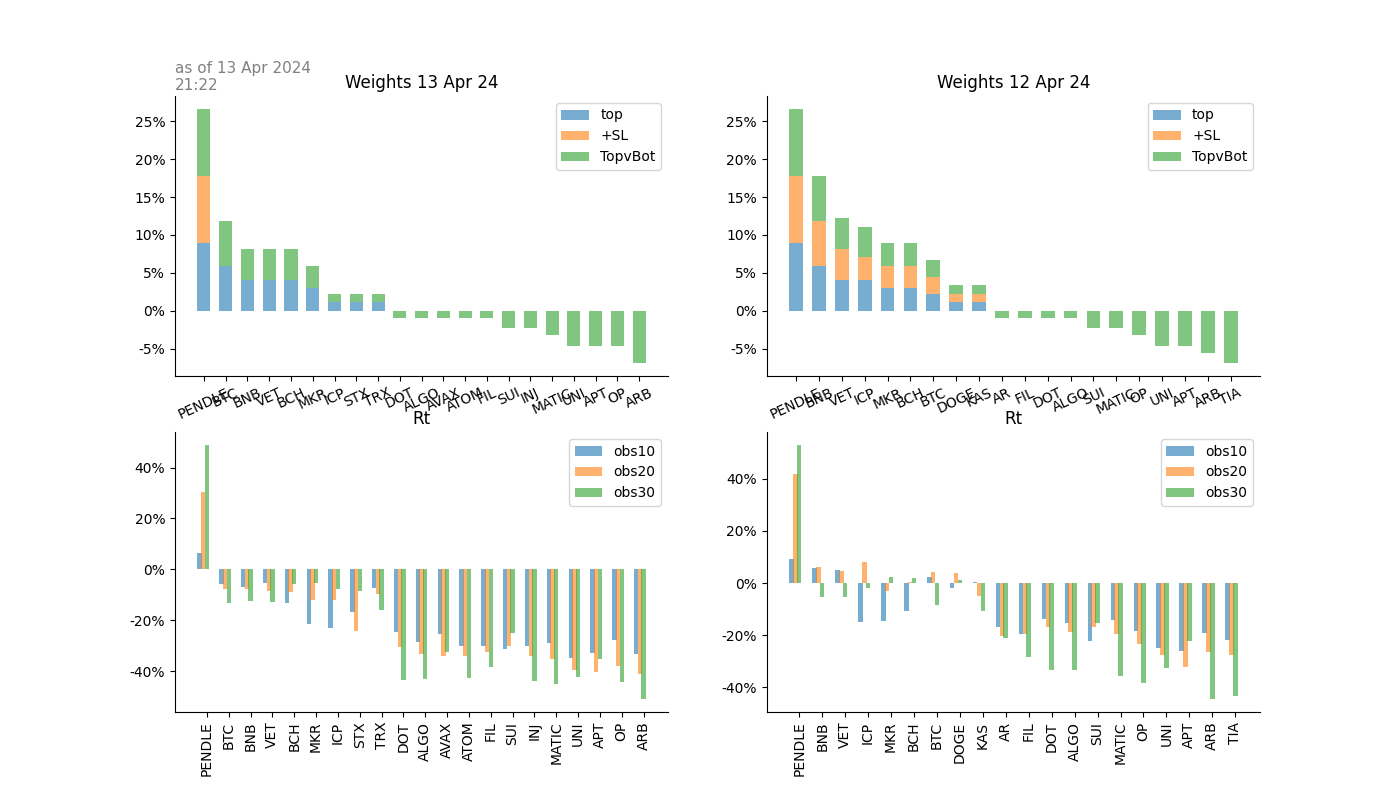 as of 13 Apr 2024
21:22
Weights 13 Apr 24
top
+SL
TopvBot
25%
20%
15%
10%
5%
0%
-5%
PENDLE BTC BNB VET BCH MKR ICP STX TRX DOT ALGO AVAX ATOM FIL SUI INJ MATIC UNI APT OP ARB
Weights 12 Apr 24
top
+SL
TopvBot
25%
20%
15%
10%
5%
0%
-5%
PENDLE BNB VET ICP MKR BCH BTC DOGE KAS AR FIL DOT ALGO SUI MATIC OP UNI APT ARB TIA
Rt
obs10
obs20
obs30
40%
20%
0%
-20%
-40%
PENDLE BTC BNB VET BCH MKR ICP STX TRX DOT ALGO AVAX ATOM FIL SUI INJ MATIC UNI APT OP ARB
Rt
obs10
obs20
obs30
40%
20%
0%
-20%
-40%
PENDLE BNB VET ICP MKR BCH BTC DOGE KAS AR FIL DOT ALGO SUI MATIC OP UNI APT ARB TIA